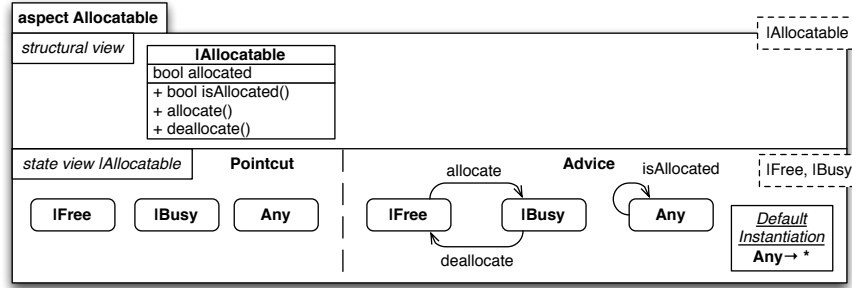 aspect Allocatable
structural view
|Allocatable
|Allocatable
bool allocated
+ bool isAllocated()
+ allocate()
+ deallocate()
state view |Allocatable
Pointcut
Advice
|Free, |Busy
allocate
isAllocated
|Free
|Busy
Any
|Free
|Busy
Any
deallocate
Default
Instantiation
Any→ *